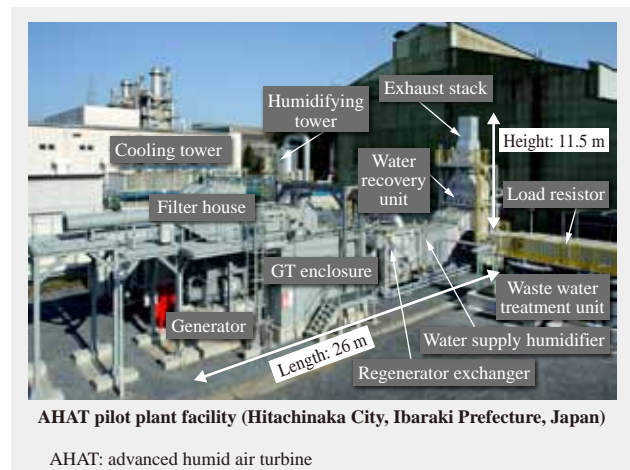 Exhaust stack
Humidifying
tower
Height: 11.5 m
Cooling tower
Water
recovery
unit
Load resistor
Filter house
GT enclosure
Waste water
treatment unit
Generator
Water supply humidifier
Length: 26 m
Regenerator exchanger
AHAT pilot plant facility (Hitachinaka City, Ibaraki Prefecture, Japan)
AHAT: advanced humid air turbine